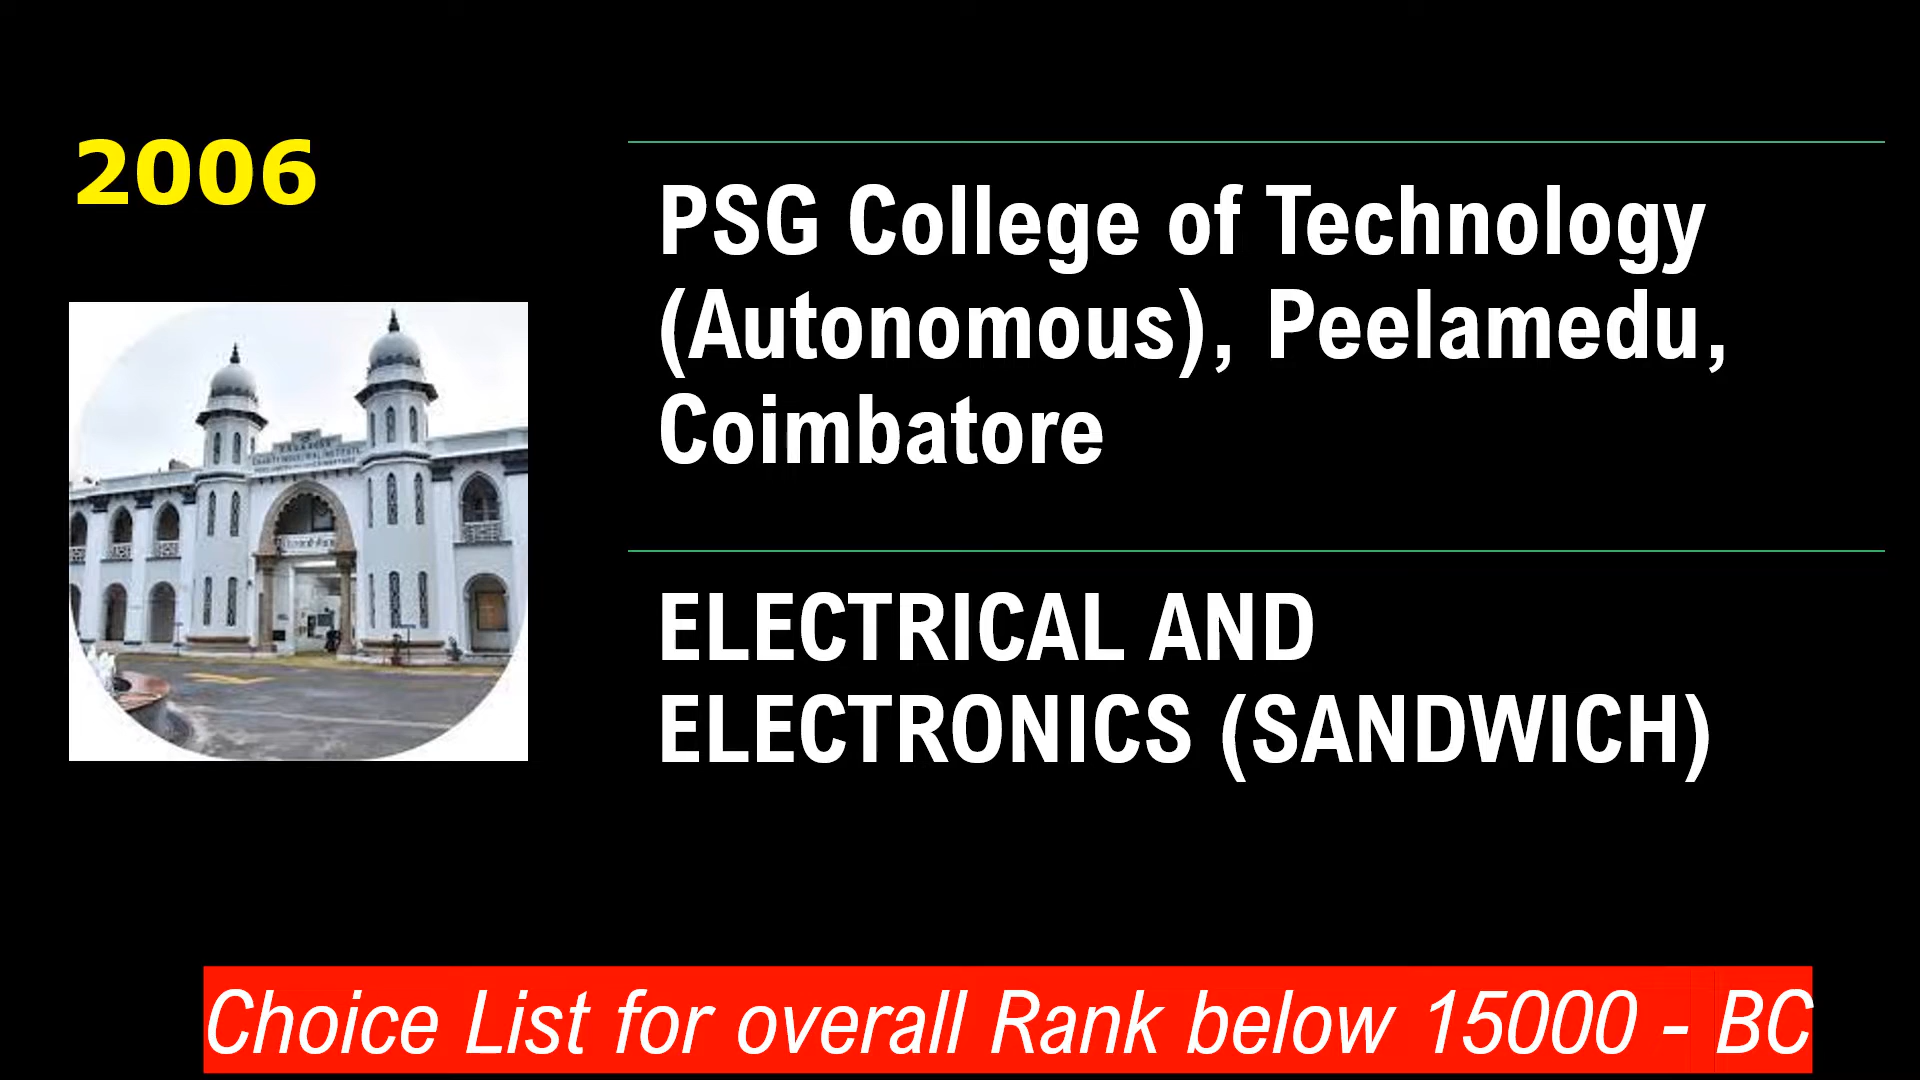 2006
PSG College of Technology
(Autonomous), Peelamedu,
Coimbatore
ELECTRICAL AND
ELECTRONICS (SANDWICH)
Choice List for overall Rank below 15000 - BC